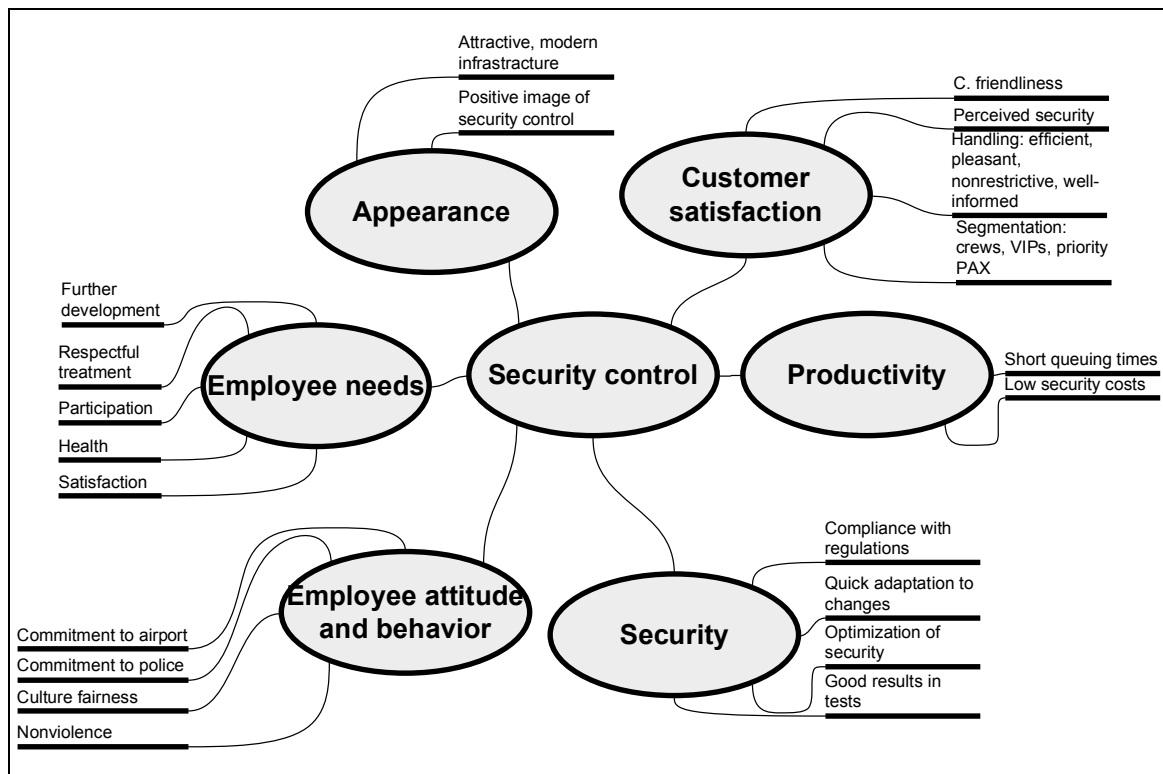 Attractive, modern
infrastracture
Positive image of
security control
Appearance
C. friendliness
Perceived security
Handling: efficient,
pleasant,
nonrestrictive, well-
informed
Segmentation:
crews, VIPs, priority
PAX
Customer
satisfaction
Further
development
Respectful
treatment
Participation
Health
Satisfaction
Employee needs
Security control
Productivity
Short queuing times
Low security costs
Employee attitude
and behavior
Commitment to airport
Commitment to police
Culture fairness
Nonviolence
Security
Compliance with
regulations
Quick adaptation to
changes
Optimization of
security
Good results in
tests